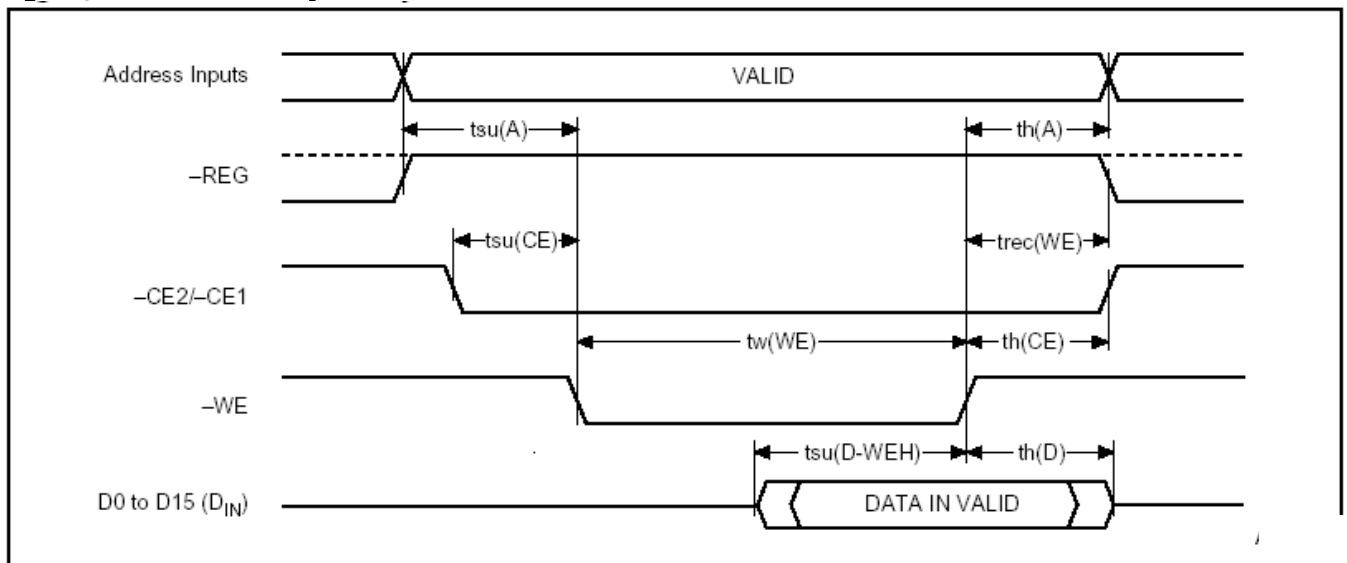 Address Inputs
VALID
tsu(A)
th(A)
–REG
tsu(CE)
trec(WE)
–CE2/–CE1
tw(WE)
th(CE)
–WE
tsu(D-WEH)
th(D)
D0 to D15 (DIN)
DATA IN VALID